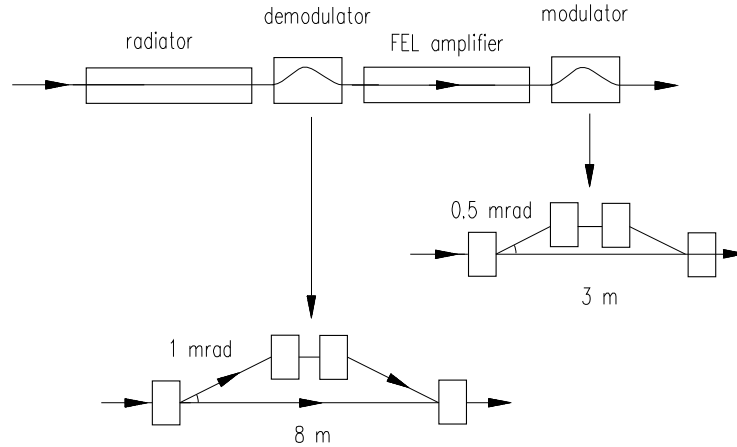 radiator
demodulator
FEL amplifier
modulator
0,5 mrad
3 m
1 mrad
8 m